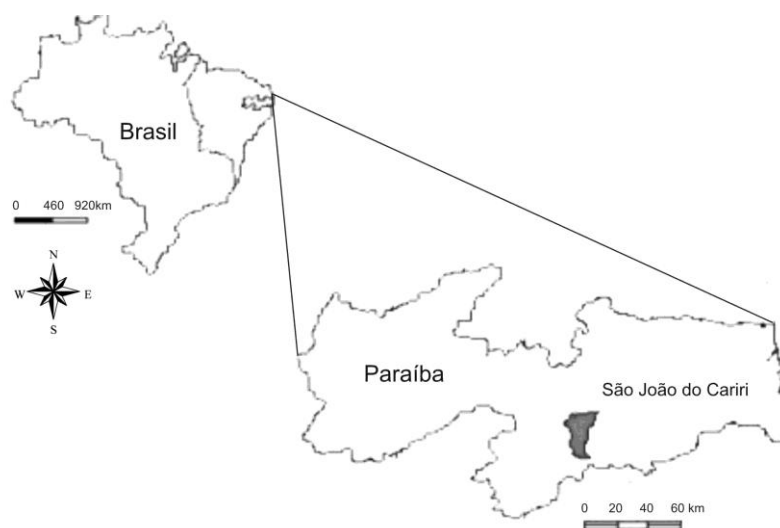 Brasil
0 460 920km
N
W E
S
Paraíba
São João do Cariri
0 20 40 60 km